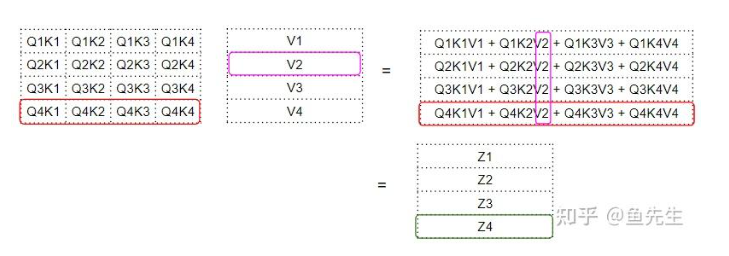 Q1K1 Q1K2 Q1K3 Q1K4
Q2K1 Q2K2 Q2K3 Q2K4
Q3K1 Q3K2 Q3K3 Q3K4
Q4K1 Q4K2 Q4K3 Q4K4
V1
V2
V3
V4
=
Q1K1V1 + Q1K2V2 + Q1K3V3 + Q1K4V4
Q2K1V1 + Q2K2V2 + Q2K3V3 + Q2K4V4
Q3K1V1 + Q3K2V2 + Q3K3V3 + Q3K4V4
Q4K1V1 + Q4K2V2 + Q4K3V3 + Q4K4V4
=
Z1
Z2
Z3
Z4
知乎 @鱼先生